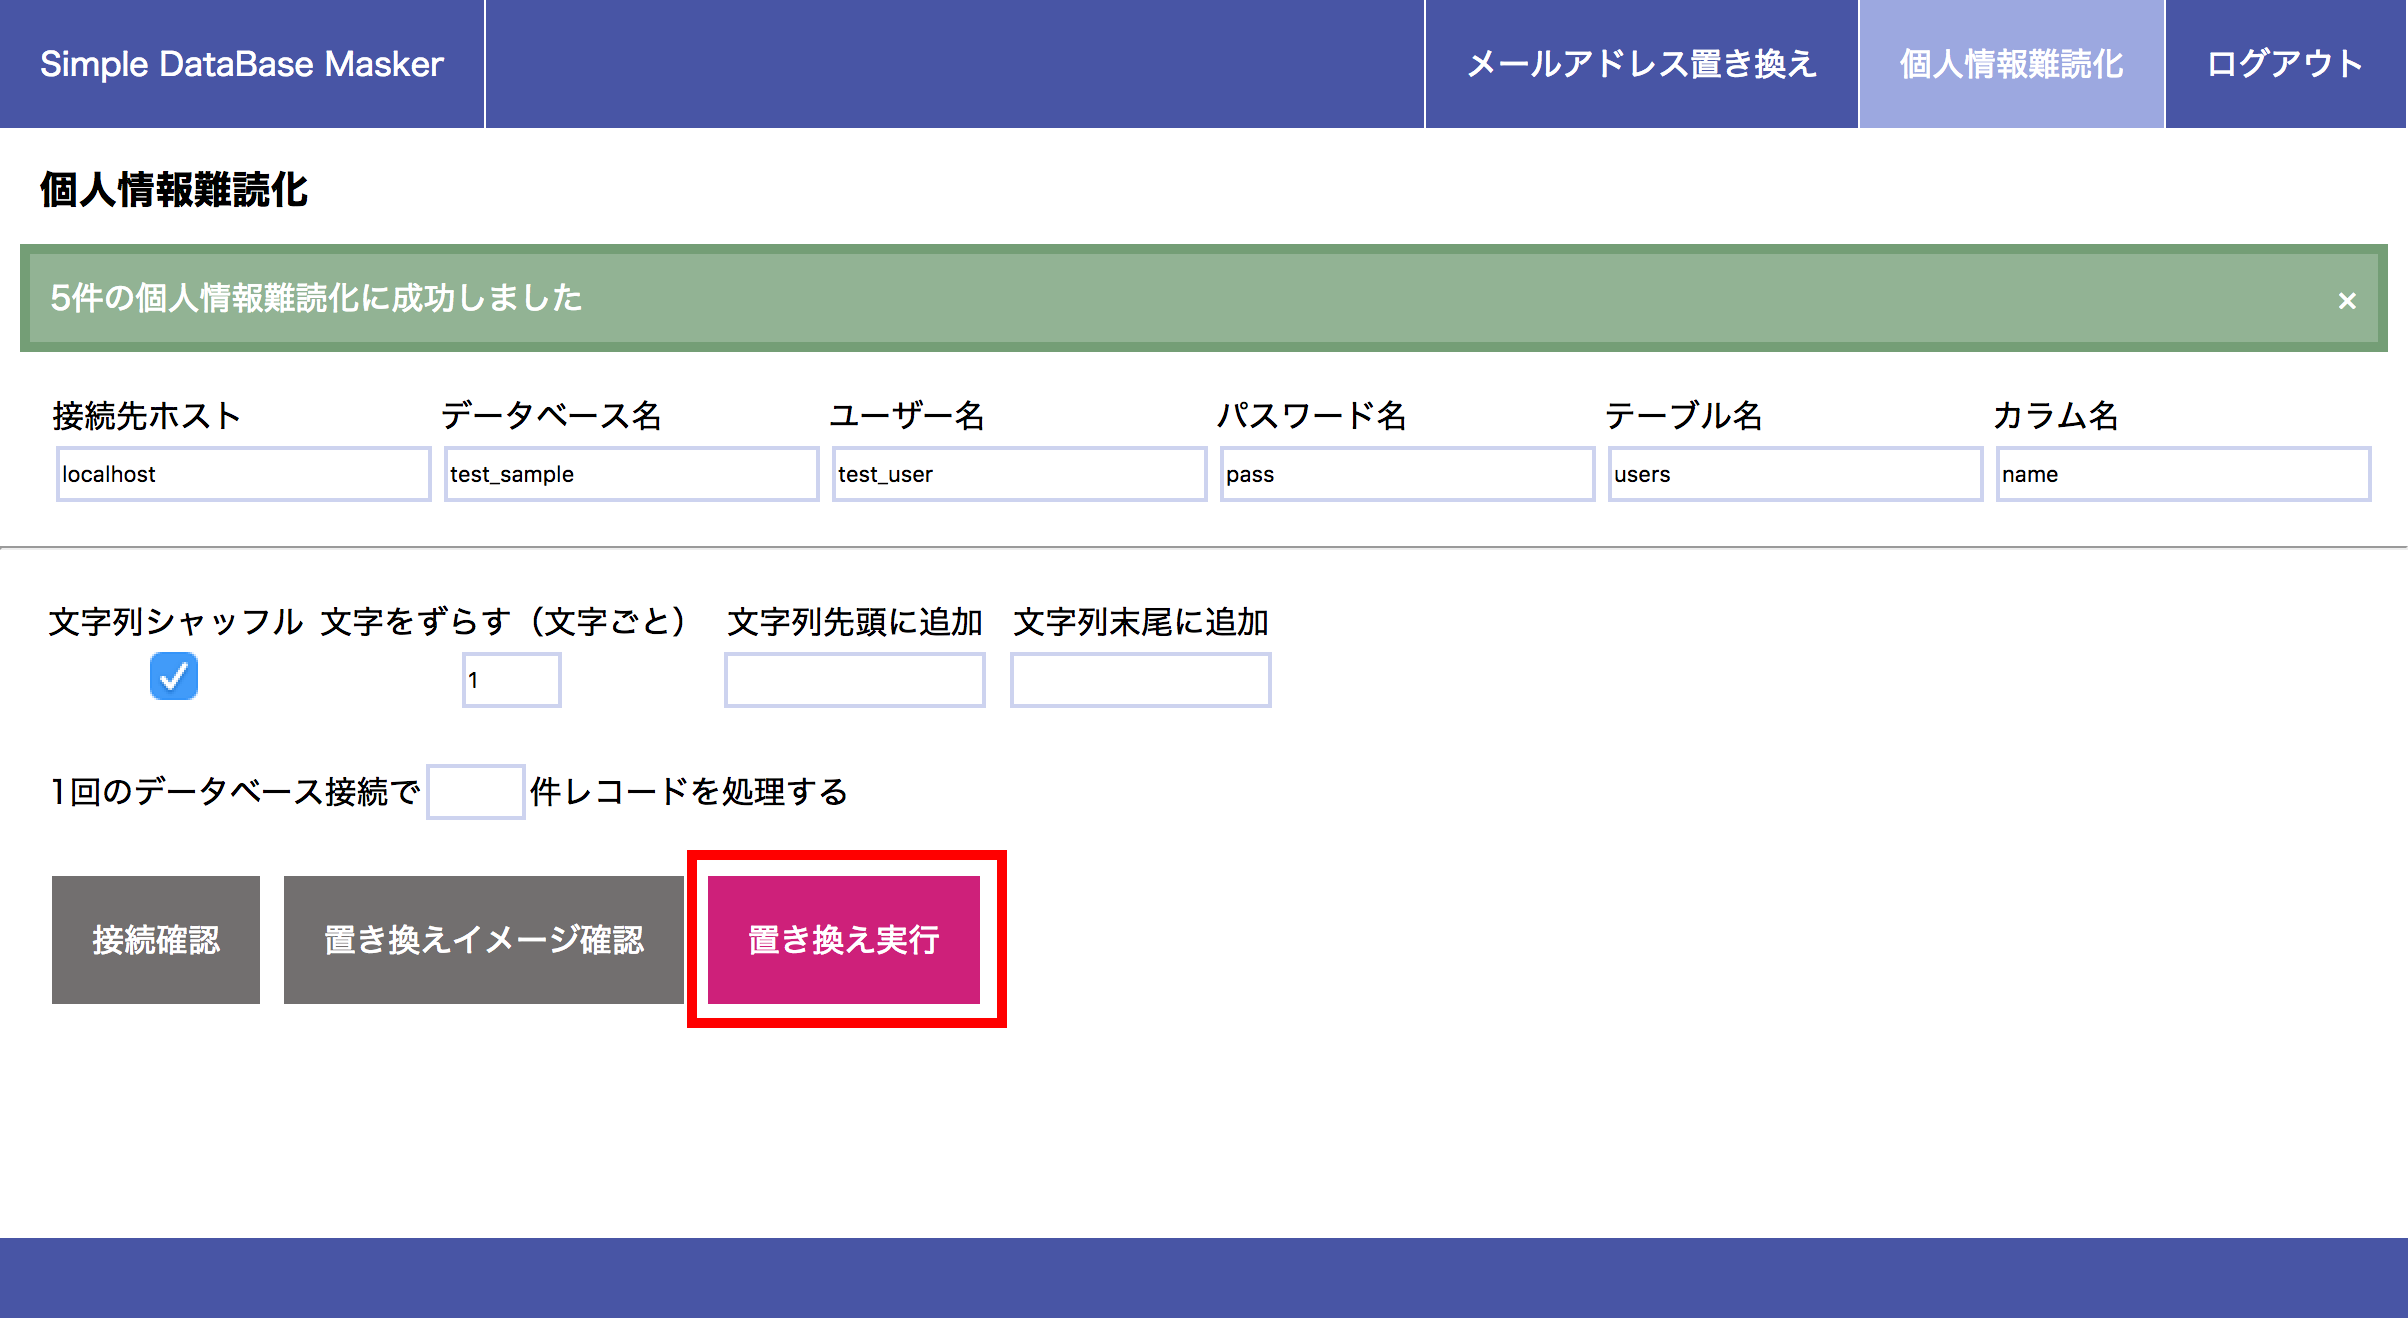 Simple DataBase Masker
メールアドレス置き換え
個人情報難読化
ログアウト
個人情報難読化
5件の個人情報難読化に成功しました
×
接続先ホスト
データベース名
ユーザー名
パスワード名
テーブル名
カラム名
localhost
test_sample
test_user
pass
users
name
文字列シャッフル
文字をずらす（文字ごと）
文字列先頭に追加
文字列末尾に追加
1
1回のデータベース接続で 件レコードを処理する
接続確認
置き換えイメージ確認
置き換え実行